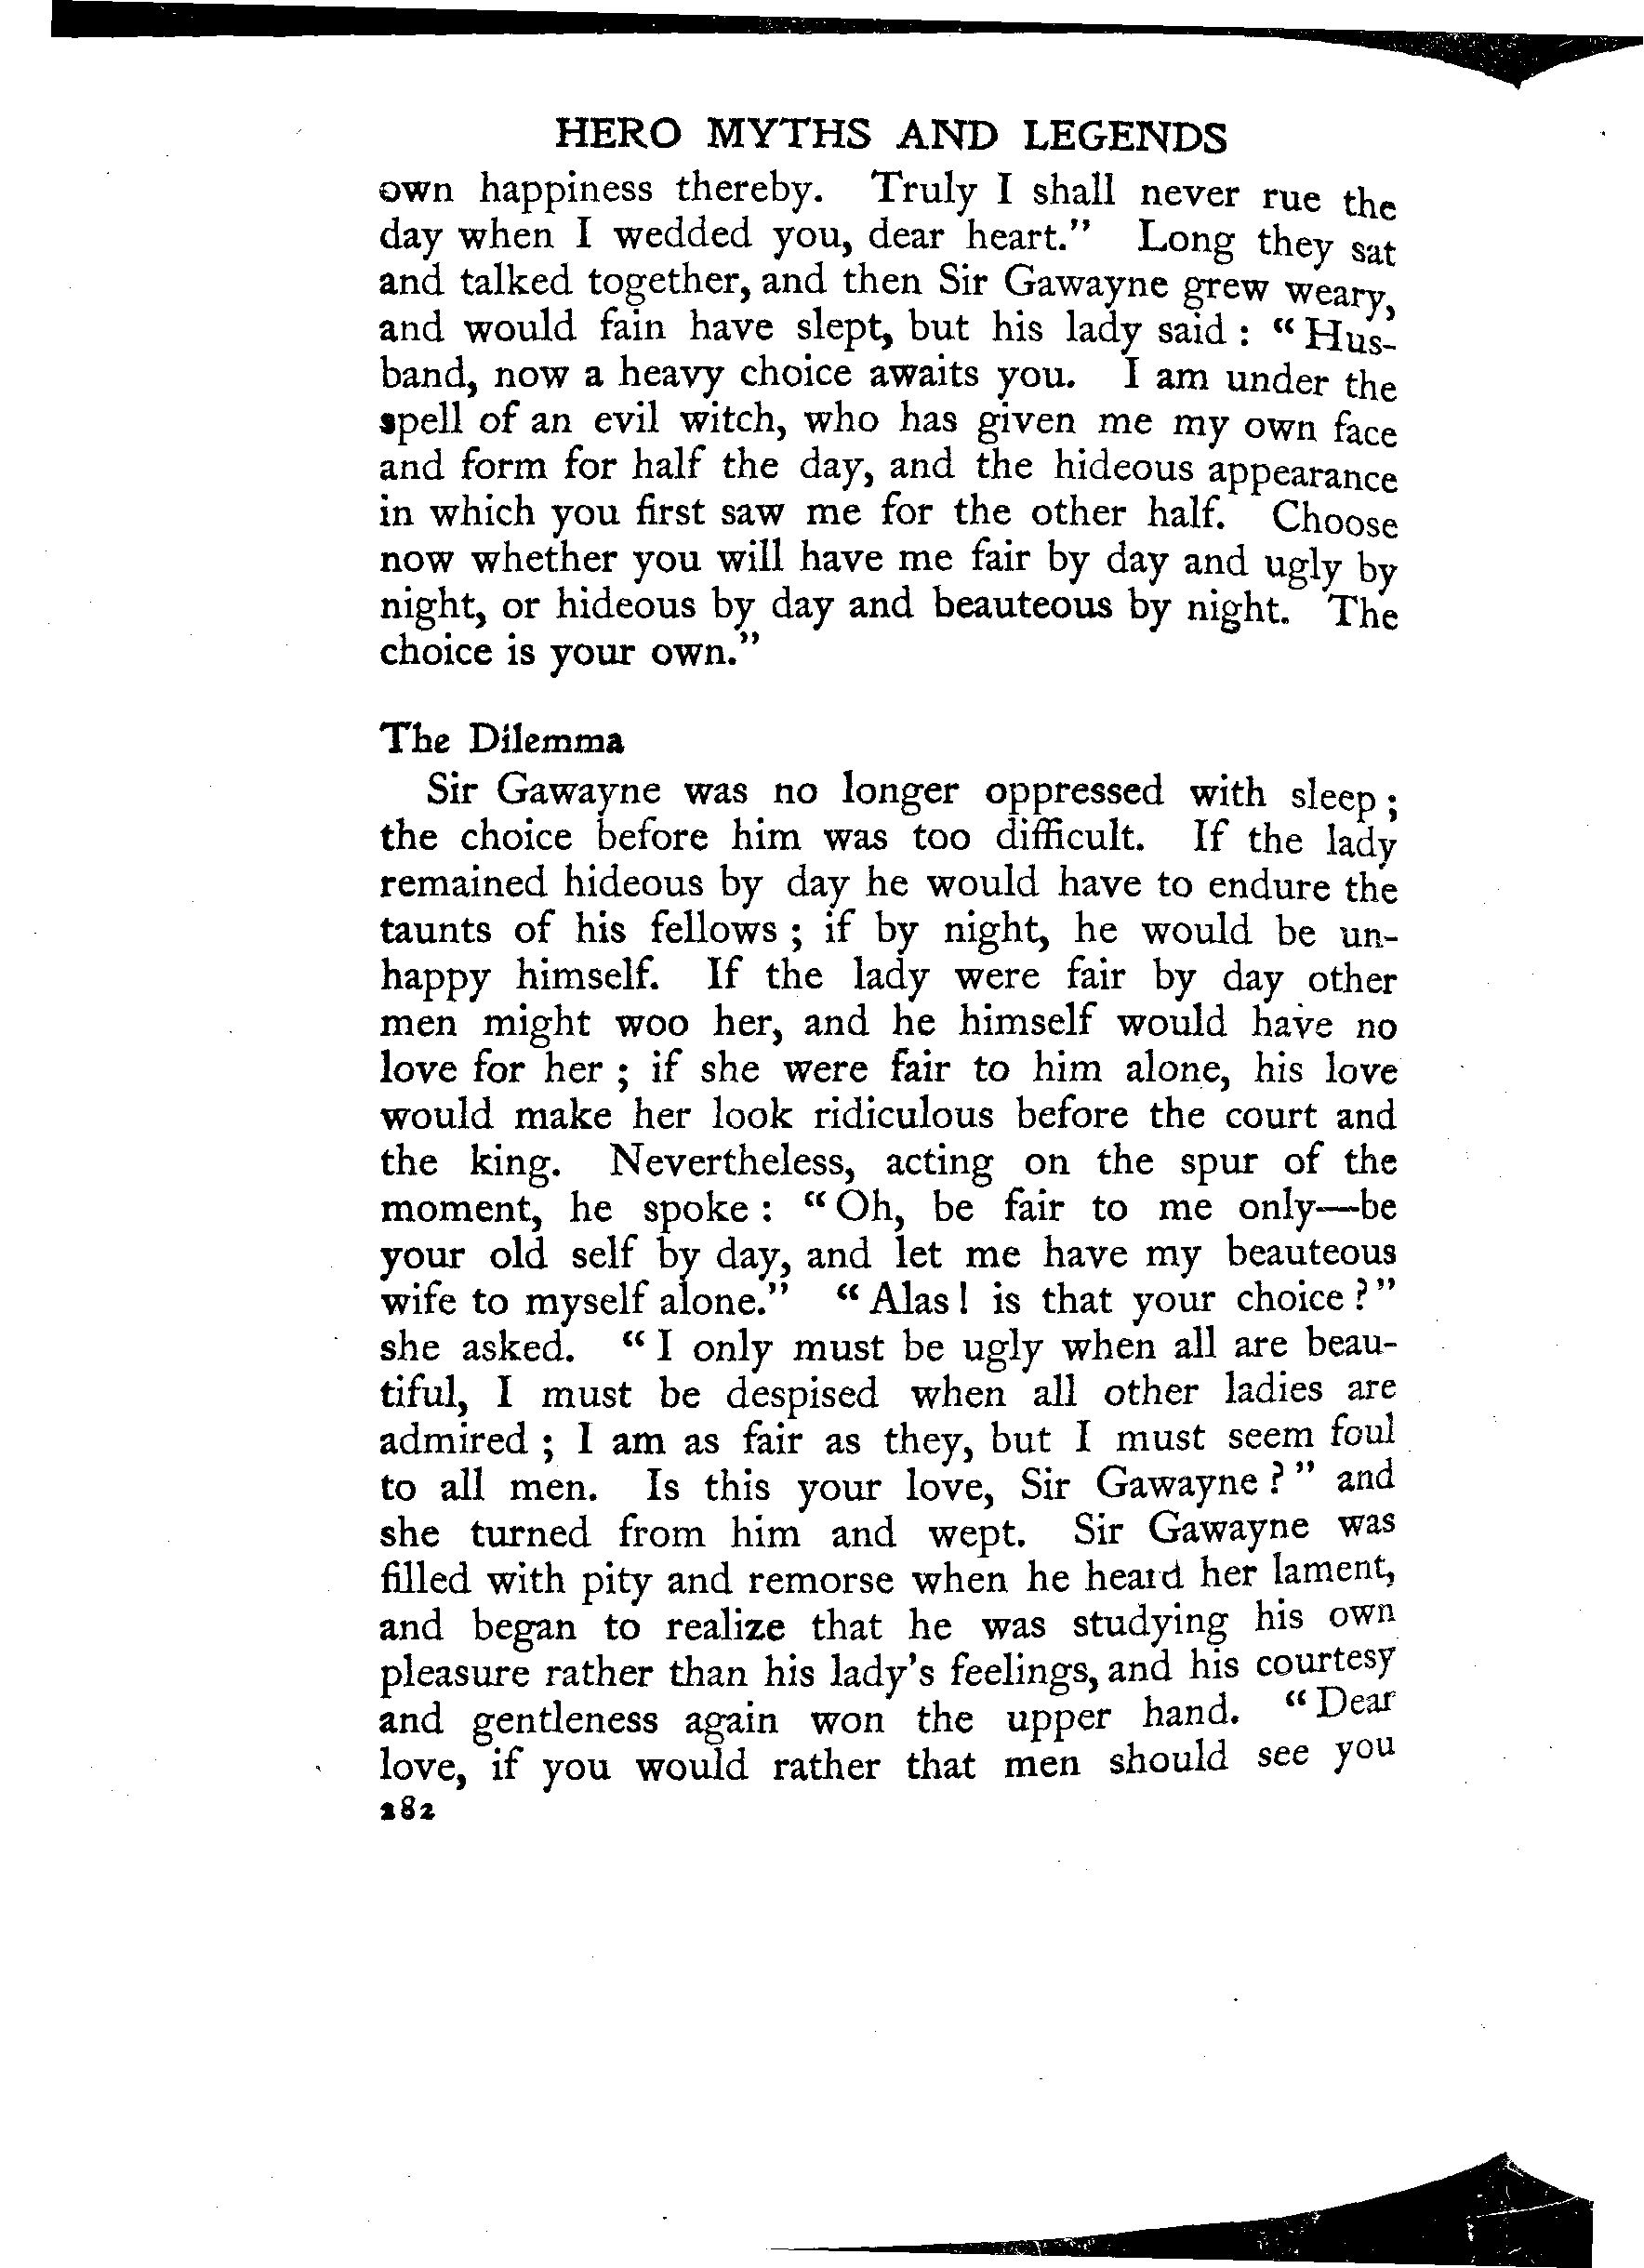 HERO MYTHS AND LEGENDS
own happiness thereby. Truly I shall never rue the
day when I wedded you, dear heart." Long they sat
and talked together, and then Sir Gawayne grew weary,
and would fain have slept, but his lady said : "Hus-
band, now a heavy choice awaits you. I am under the
spell of an evil witch, who has given me my own face
and form for half the day, and the hideous appearance
in which you first saw me for the other half. Choose
now whether you will have me fair by day and ugly by
night, or hideous by day and beauteous by night. The
choice is your own."
The Dilemma
Sir Gawayne was no longer oppressed with sleep ;
the choice before him was too difficult. If the lady
remained hideous by day he would have to endure the
taunts of his fellows ; if by night, he would be un-
happy himself. If the lady were fair by day other
men might woo her, and he himself would have no
love for her ; if she were fair to him alone, his love
would make her look ridiculous before the court and
the king. Nevertheless, acting on the spur of the
moment, he spoke : "Oh, be fair to me only—be
your old self by day, and let me have my beauteous
wife to myself alone." "Alas ! is that your choice ?"
she asked. "I only must be ugly when all are beau-
tiful, I must be despised when all other ladies are
admired ; I am as fair as they, but I must seem foul
to all men. Is this your love, Sir Gawayne ?" and
she turned from him and wept. Sir Gawayne was
filled with pity and remorse when he heard her lament,
and began to realize that he was studying his own
pleasure rather than his lady's feelings, and his courtesy
and gentleness again won the upper hand. "Dear
love, if you would rather that men should see you
282